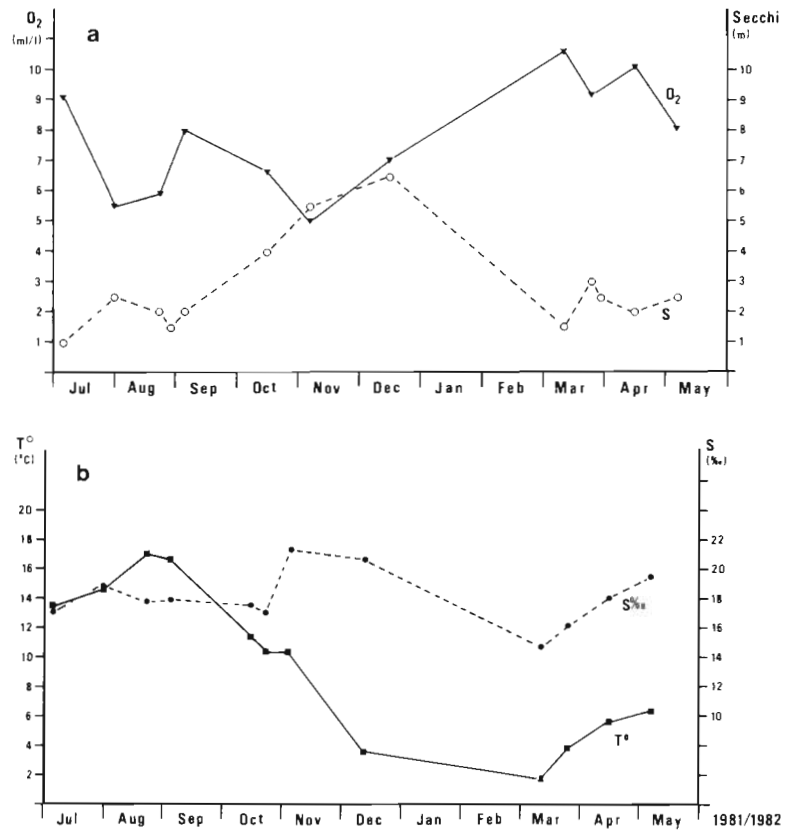 O₂ Secchi
(ml/l) a (m)
10 10
9 O₂ 9
8 8
7 7
6 6
5 5
4 4
3 3
2 S 2
1 1
Jul Aug Sep Oct Nov Dec Jan Feb Mar Apr May
T° S
(°C) b (‰)
20
18 22
16 20
14 S‰ 18
12 16
10 14
8 12
6 10
4 T°
2
Jul Aug Sep Oct Nov Dec Jan Feb Mar Apr May 1981/1982